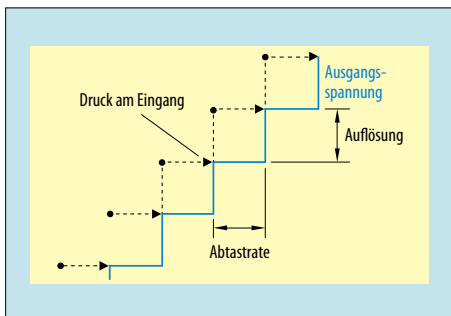 Ausgangs-
spannung
Druck am Eingang
Auflösung
Abtastrate